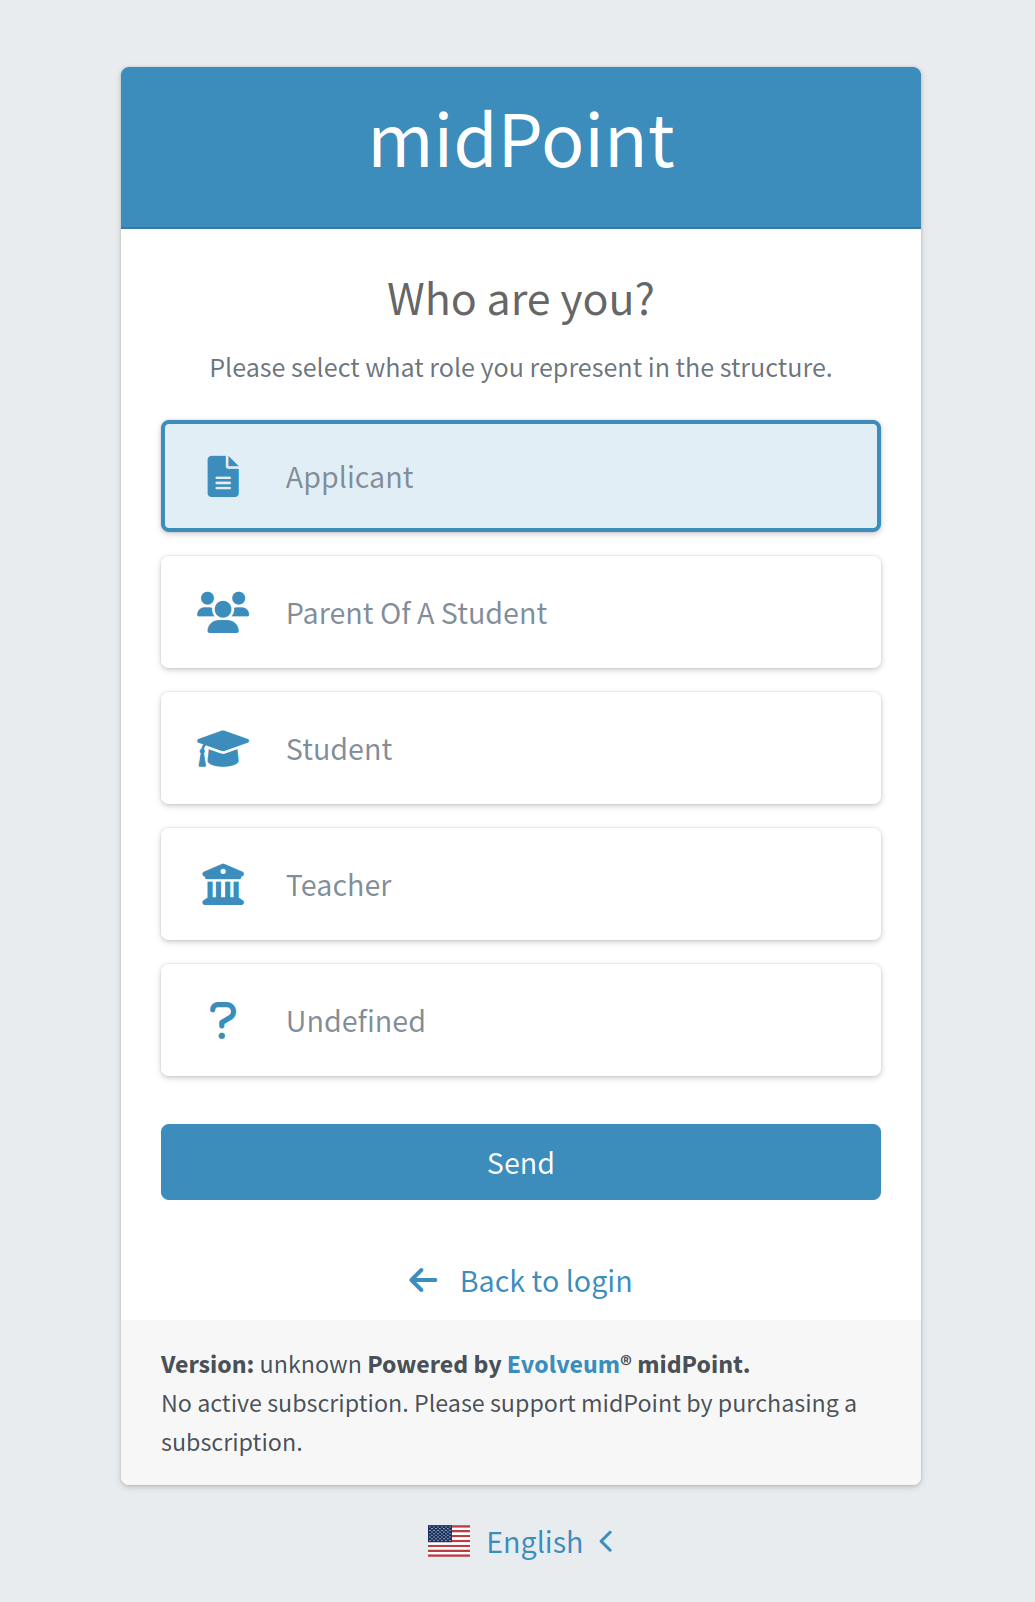 midPoint
Who are you?
Please select what role you represent in the structure.
Applicant
Parent Of A Student
Student
Teacher
Undefined
Send
Back to login
Version: unknown Powered by Evolveum® midPoint.
No active subscription. Please support midPoint by purchasing a
subscription.
English